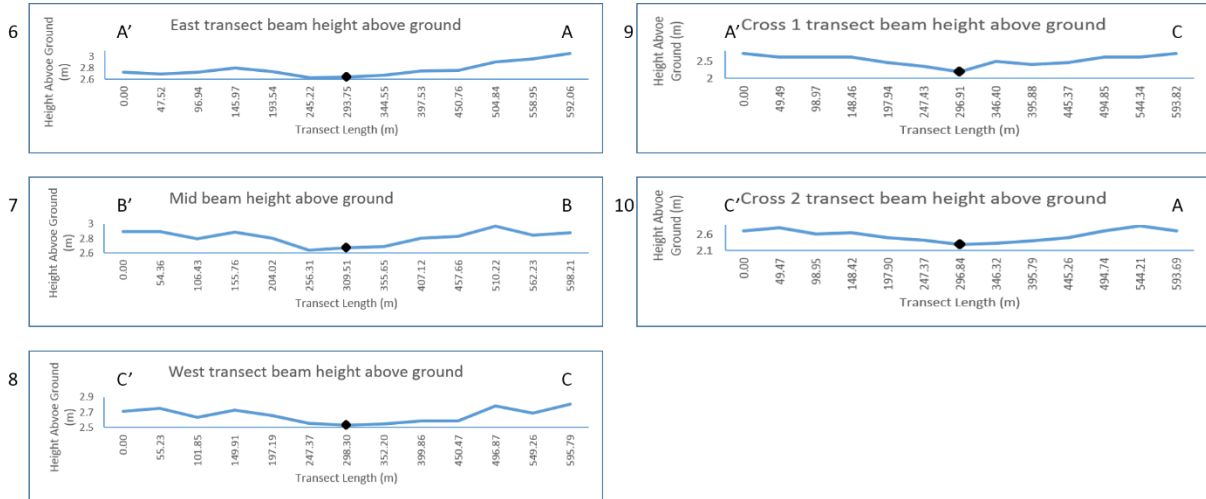 6
A’ East transect beam height above ground A
Height Abvoe Ground
(m)
3
2.8
2.6
0.00 47.52 96.94 145.97 193.54 245.22 293.75 344.55 397.53 450.76 504.84 558.95 592.06
Transect Length (m)
7
B’ Mid beam height above ground B
Height Abvoe Ground
(m)
3
2.8
2.6
0.00 54.36 106.43 155.76 204.02 256.31 309.51 355.65 407.12 457.66 510.22 562.23 598.21
Transect Length (m)
8
C’ West transect beam height above ground C
Height Abvoe Ground
(m)
2.9
2.7
2.5
0.00 55.23 101.85 149.91 197.19 247.37 298.30 352.20 399.86 450.47 496.87 549.26 595.79
Transect Length (m)
9
A’ Cross 1 transect beam height above ground C
Height Abvoe
Ground (m)
2.5
2
0.00 49.49 98.97 148.46 197.94 247.43 296.91 346.40 395.88 445.37 494.85 544.34 593.82
Transect Length (m)
10
C’ Cross 2 transect beam height above ground A
Height Abvoe
Ground (m)
2.6
2.1
0.00 49.47 98.95 148.42 197.90 247.37 296.84 346.32 395.79 445.26 494.74 544.21 593.69
Transect Length (m)